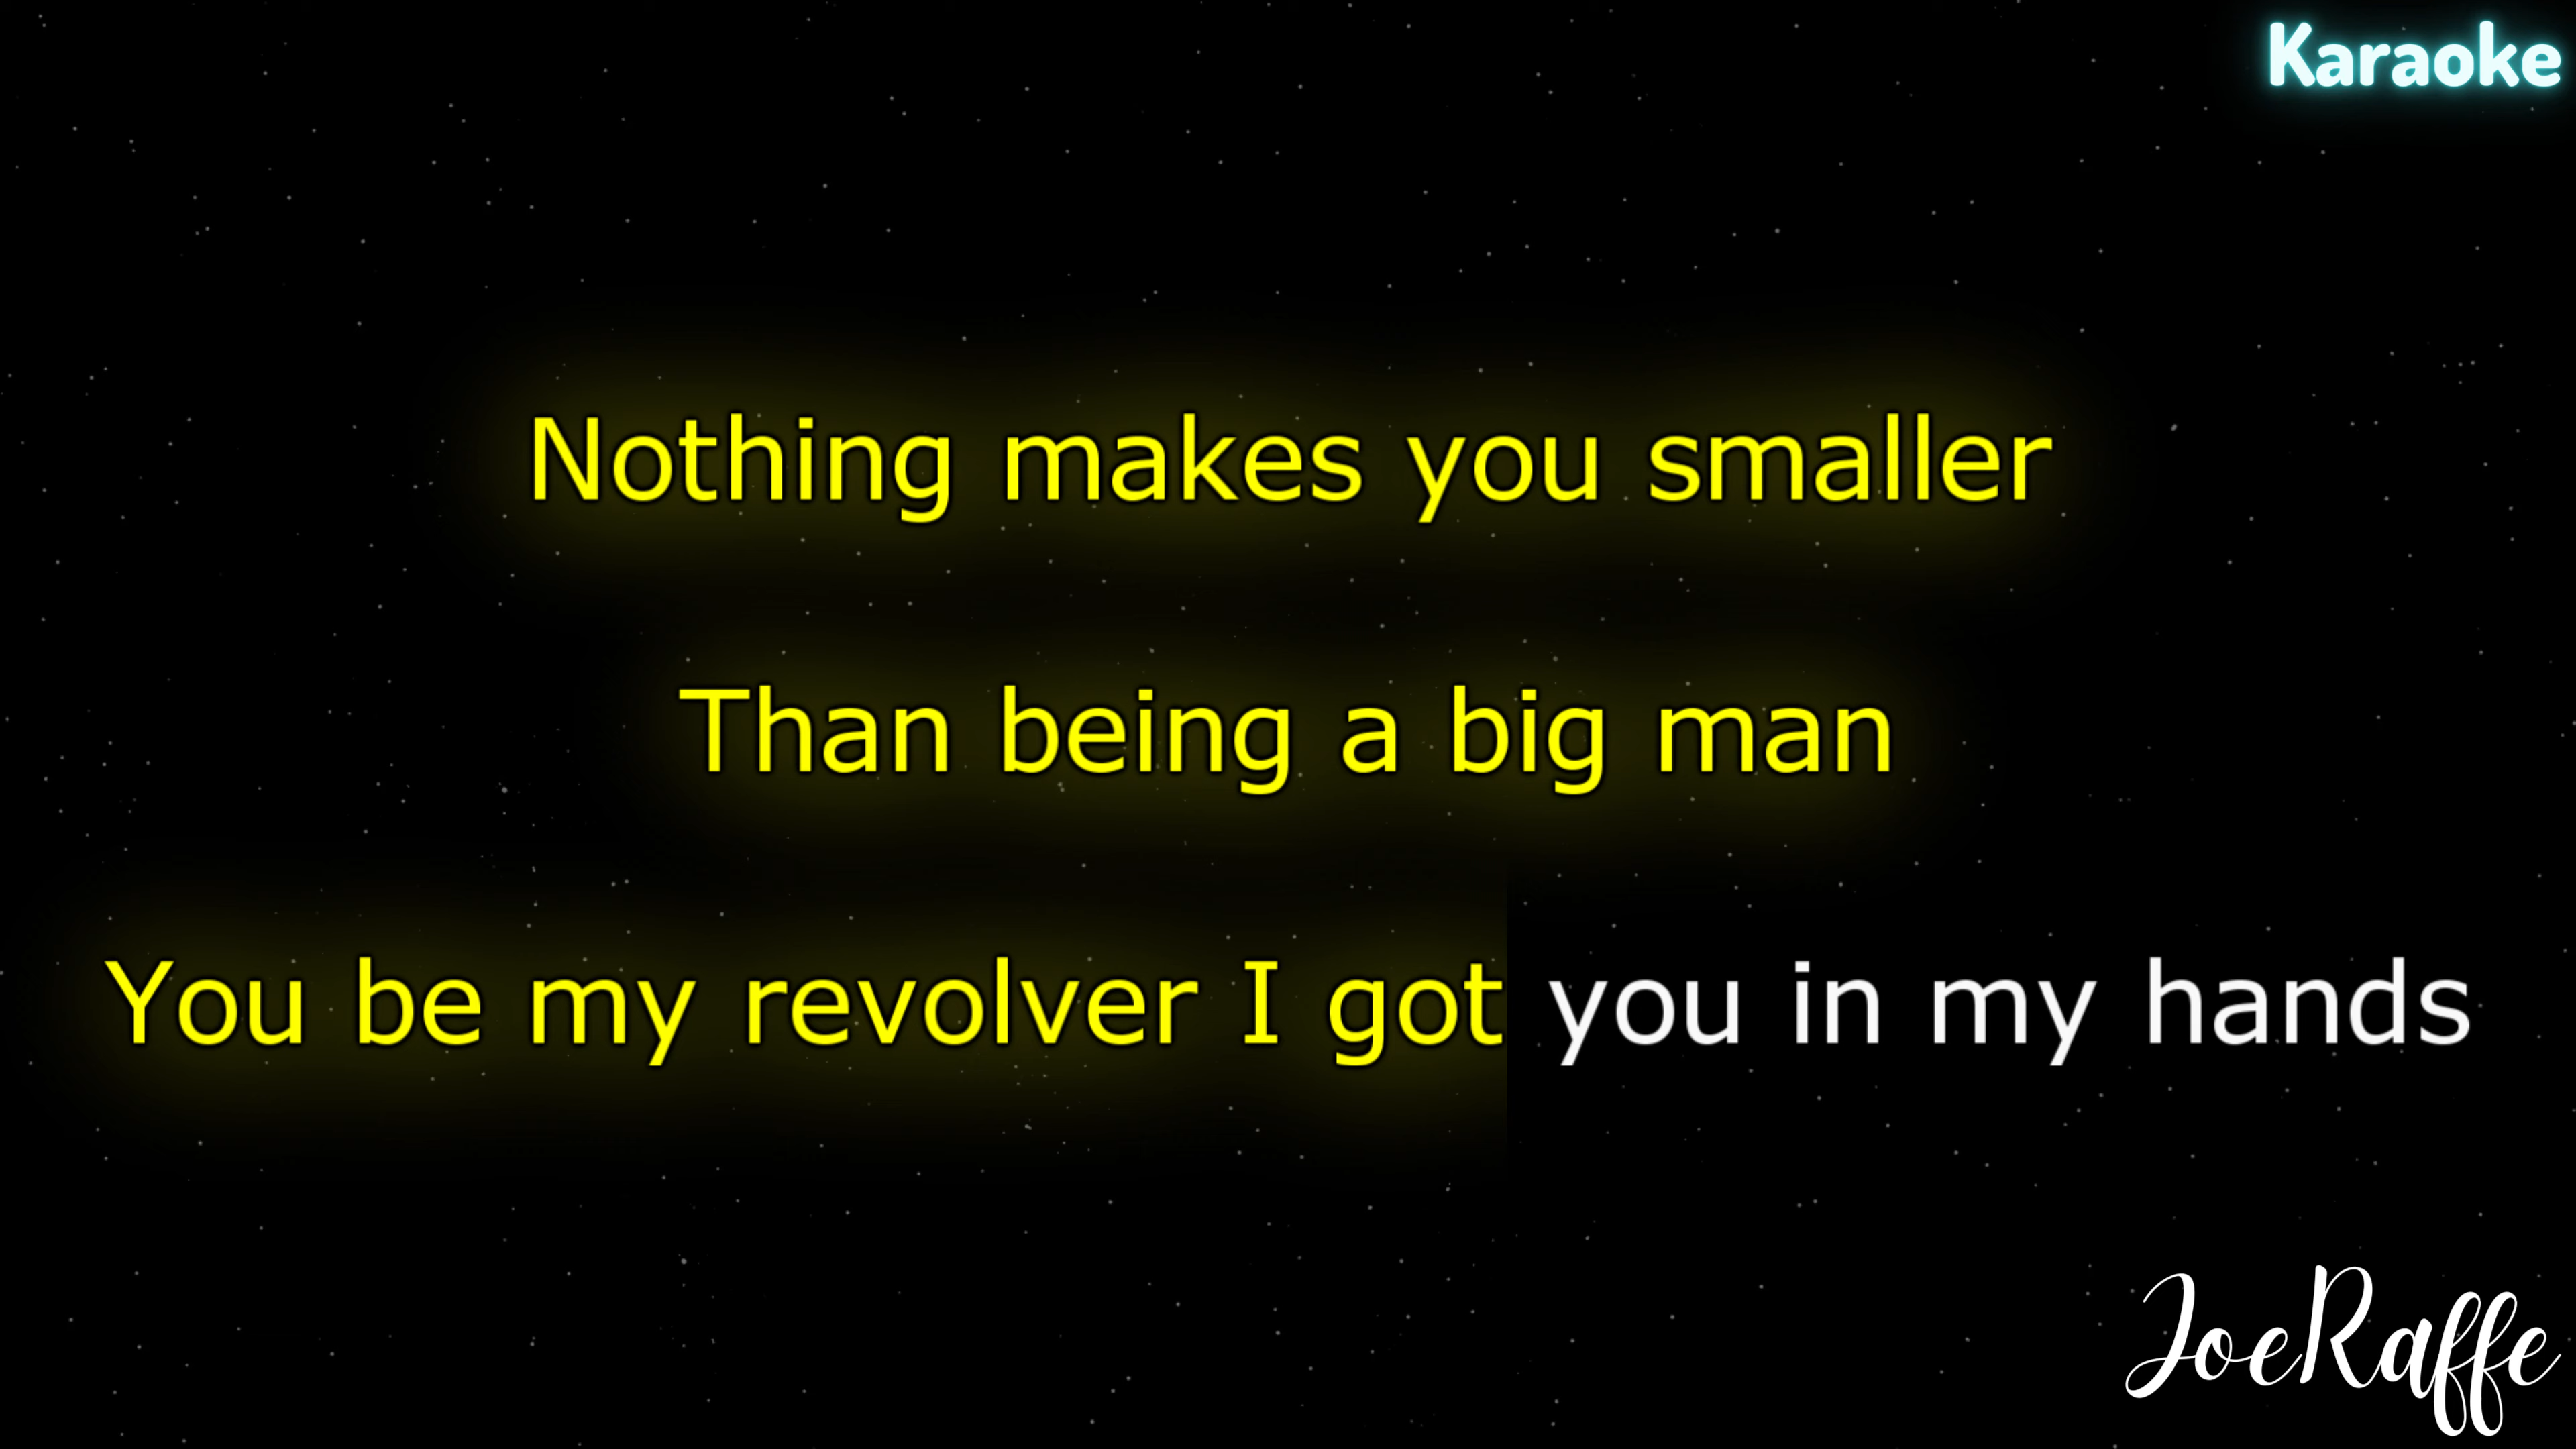 Karaoke
Nothing makes you smaller
Than being a big man
You be my revolver I got you in my hands
JoeRaffe